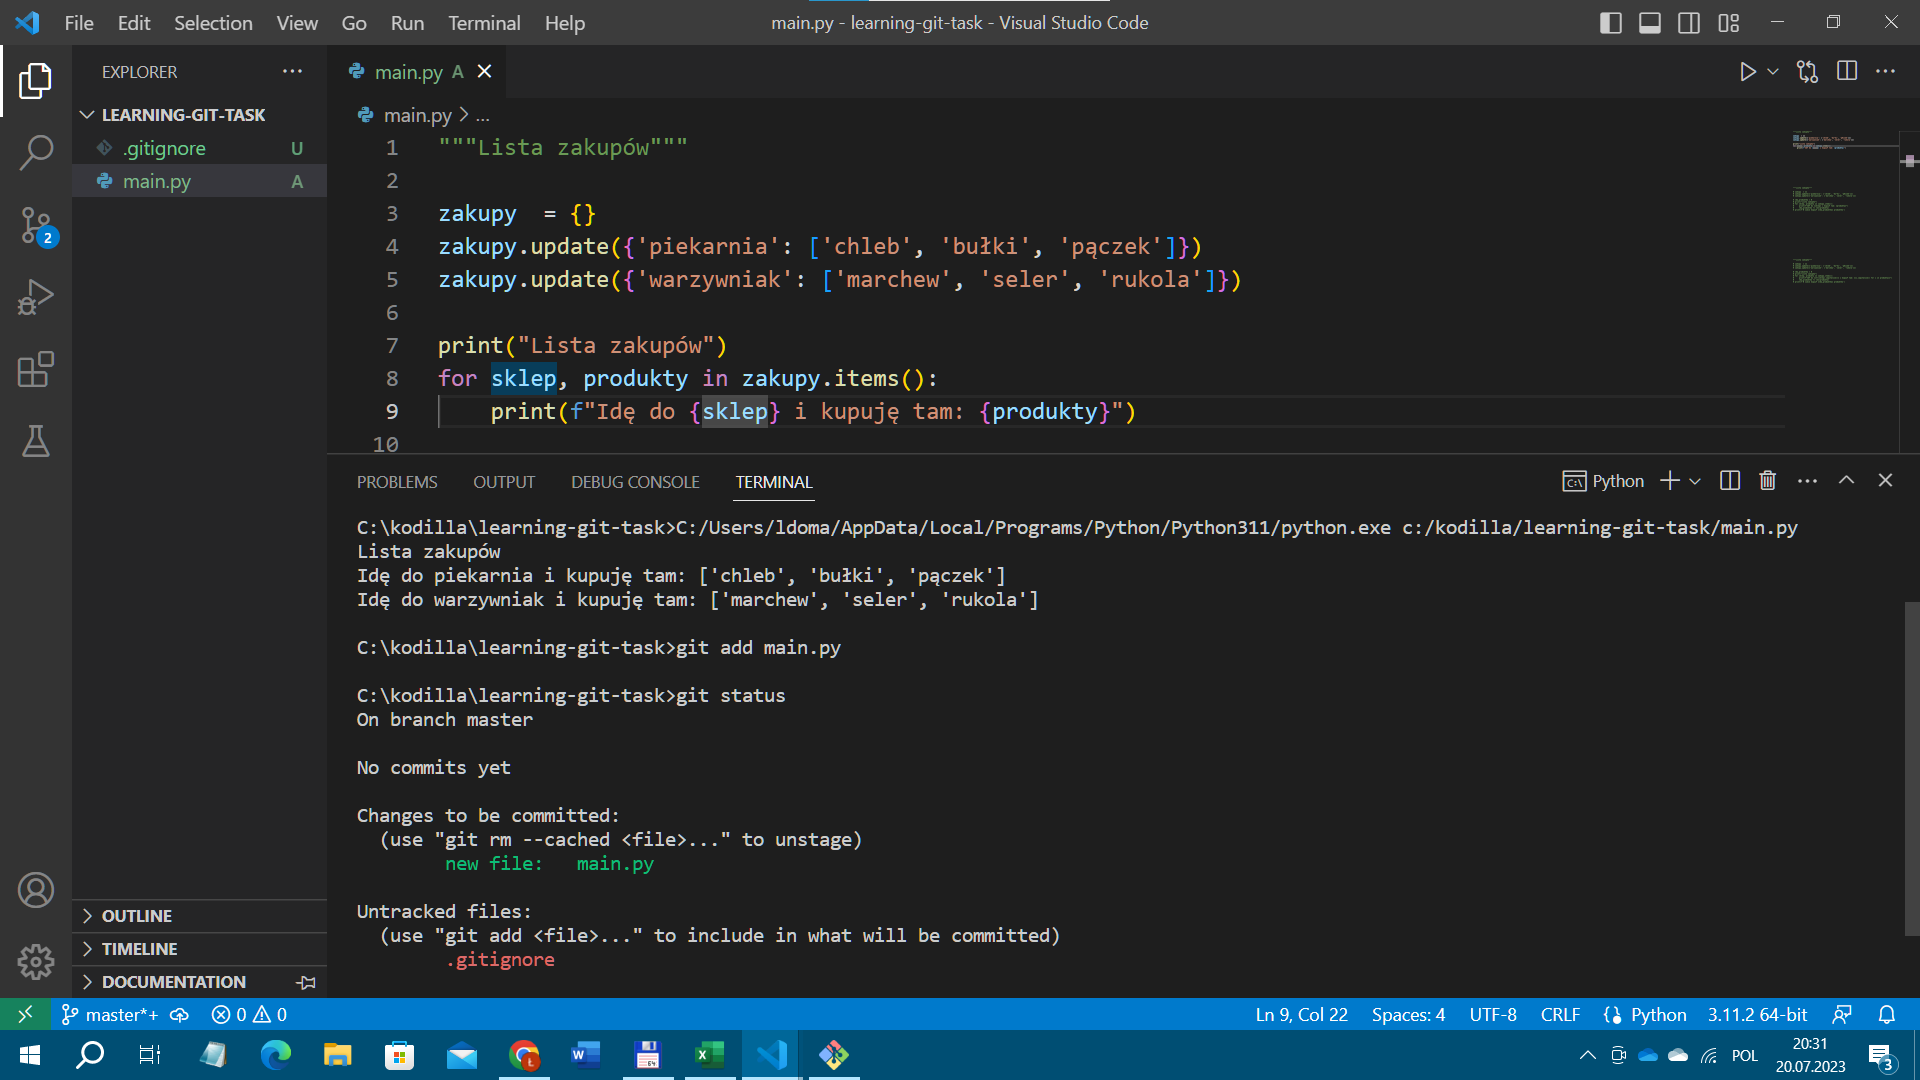 File Edit Selection View Go Run Terminal Help
main.py - learning-git-task - Visual Studio Code
EXPLORER
LEARNING-GIT-TASK
.gitignore U
main.py A
OUTLINE
TIMELINE
DOCUMENTATION
2
main.py A
main.py > ...
1 """Lista zakupów"""
2
3 zakupy  = {}
4 zakupy.update({'piekarnia': ['chleb', 'bułki', 'pączek']})
5 zakupy.update({'warzywniak': ['marchew', 'seler', 'rukola']})
6
7 print("Lista zakupów")
8 for sklep, produkty in zakupy.items():
9     print(f"Idę do {sklep} i kupuję tam: {produkty}")
10
PROBLEMS OUTPUT DEBUG CONSOLE TERMINAL
Python
C:\kodilla\learning-git-task>C:/Users/ldoma/AppData/Local/Programs/Python/Python311/python.exe c:/kodilla/learning-git-task/main.py
Lista zakupów
Idę do piekarnia i kupuję tam: ['chleb', 'bułki', 'pączek']
Idę do warzywniak i kupuję tam: ['marchew', 'seler', 'rukola']
C:\kodilla\learning-git-task>git add main.py
C:\kodilla\learning-git-task>git status
On branch master
No commits yet
Changes to be committed:
  (use "git rm --cached <file>..." to unstage)
        new file:   main.py
Untracked files:
  (use "git add <file>..." to include in what will be committed)
        .gitignore
master*+ 0 0 Ln 9, Col 22 Spaces: 4 UTF-8 CRLF Python 3.11.2 64-bit
POL
20:31
20.07.2023
3